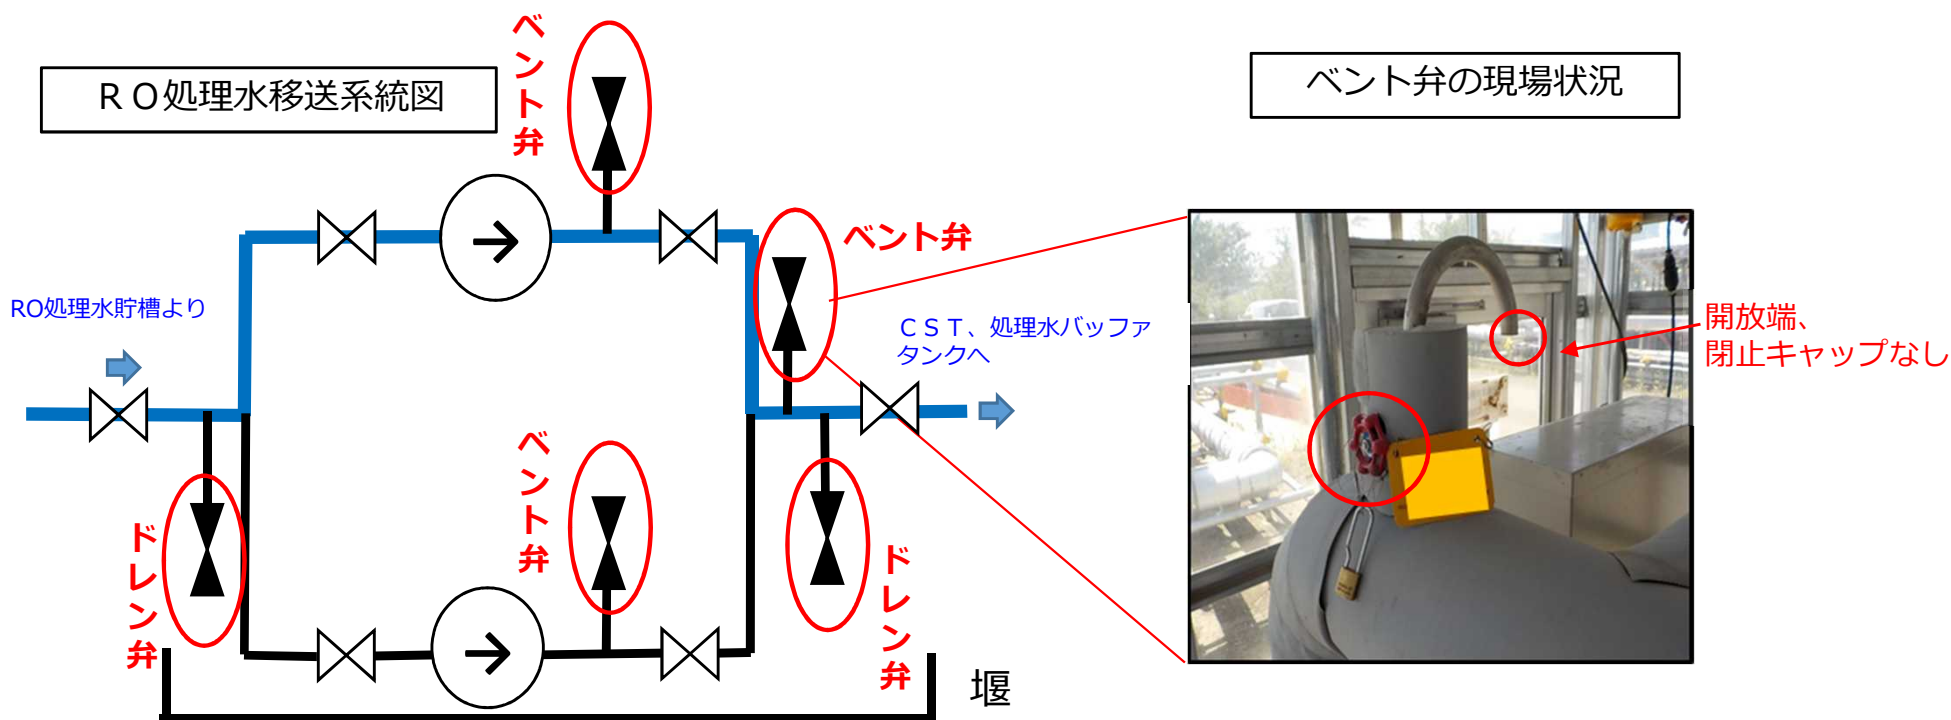 ＲＯ処理水移送系統図
ベント弁
ベント弁の現場状況
ベント弁
RO処理水貯槽より
ＣＳＴ、処理水バッファ
タンクへ
開放端、
閉止キャップなし
ベント弁
ドレン弁
ドレン弁
堰